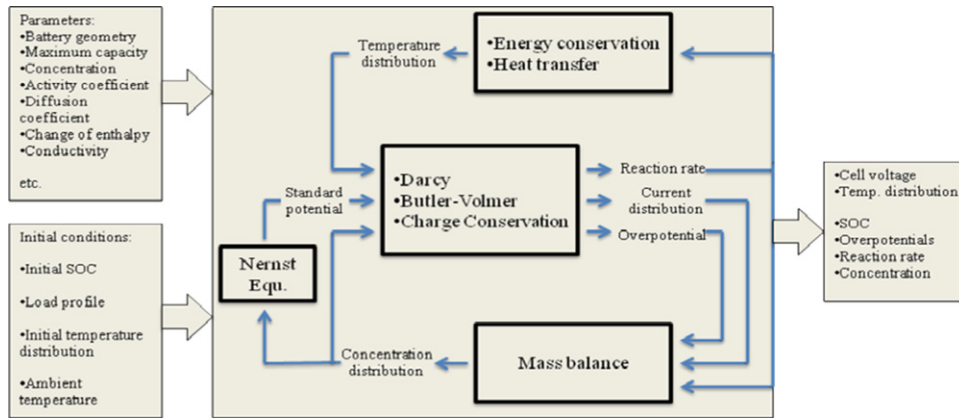 Parameters:
•Battery geometry
•Maximum capacity
•Concentration
•Activity coefficient
•Diffusion
coefficient
•Change of enthalpy
•Conductivity
etc.
Initial conditions:
•Initial SOC
•Load profile
•Initial temperature
distribution
•Ambient
temperature
Temperature
distribution
•Energy conservation
•Heat transfer
Standard
potential
•Darcy
•Butler-Volmer
•Charge Conservation
Reaction rate
Current
distribution
Overpotential
Nernst
Equ.
Concentration
distribution
Mass balance
•Cell voltage
•Temp. distribution
•SOC
•Overpotentials
•Reaction rate
•Concentration